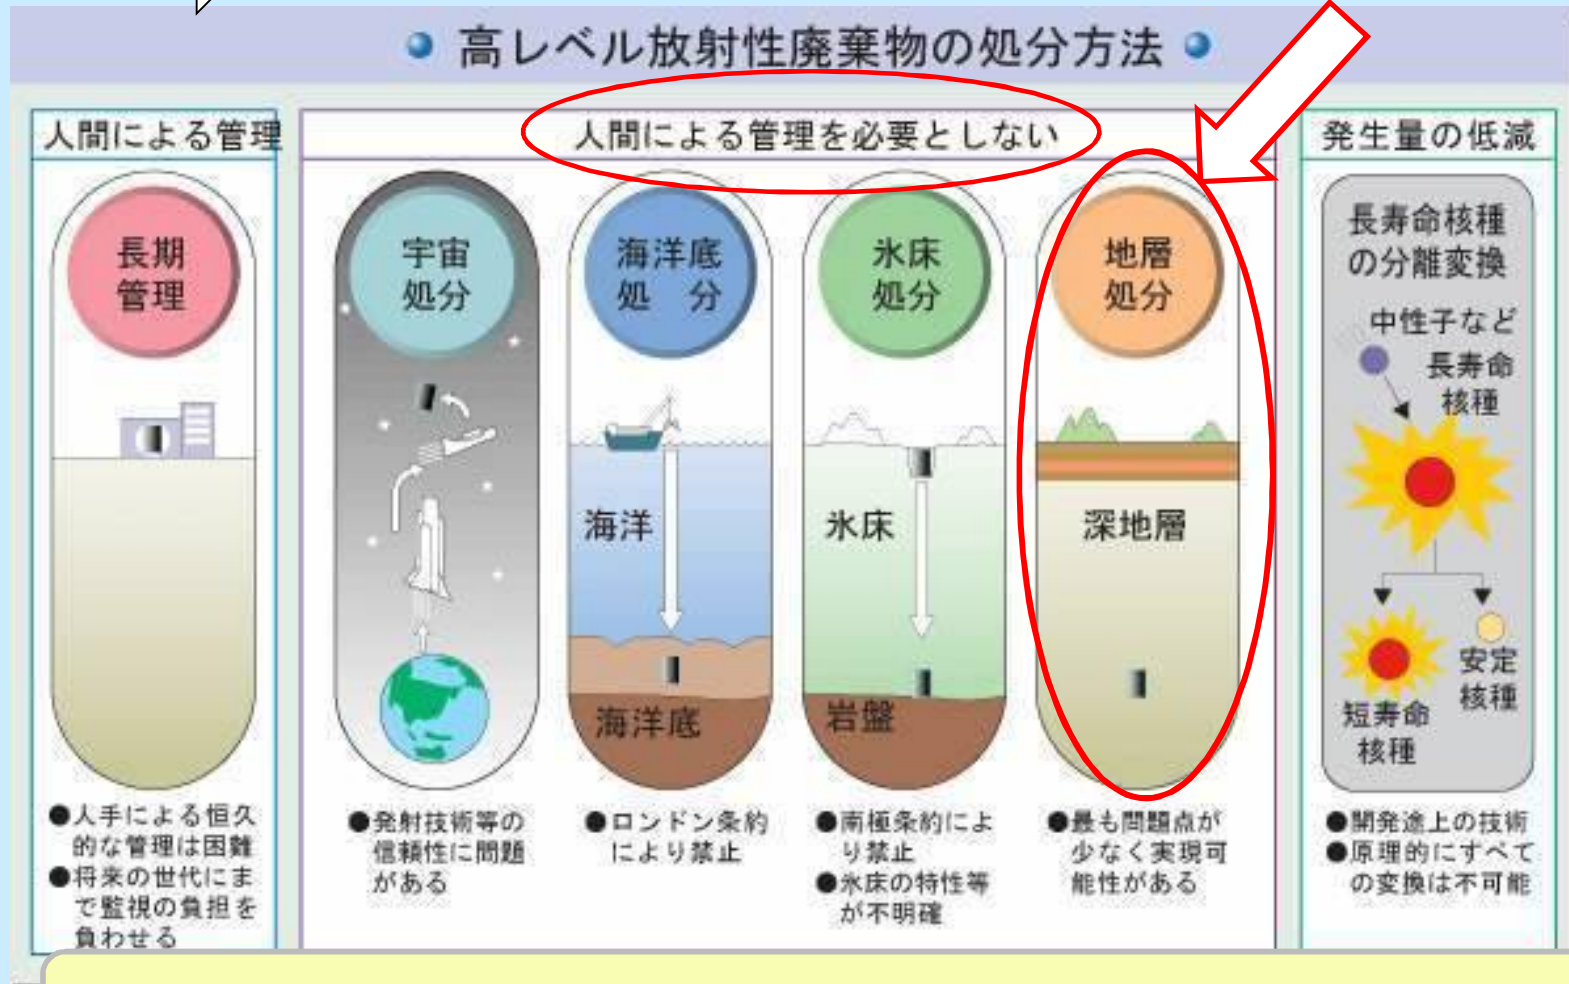 高レベル放射性廃棄物の処分方法
人間による管理
長期
管理
●人手による恒久
的な管理は困難
●将来の世代にま
で監視の負担を
負わせる
人間による管理を必要としない
宇宙
処分
●発射技術等の
信頼性に問題
がある
海洋底
処 分
海洋
海洋底
●ロンドン条約
により禁止
氷床
処分
氷床
岩盤
●南極条約によ
り禁止
●氷床の特性等
が不明確
地層
処分
深地層
●最も問題点が
少なく実現可
能性がある
発生量の低減
長寿命核種
の分離変換
中性子など
長寿命
核種
短寿命
核種
安定
核種
●開発途上の技術
●原理的にすべて
の変換は不可能